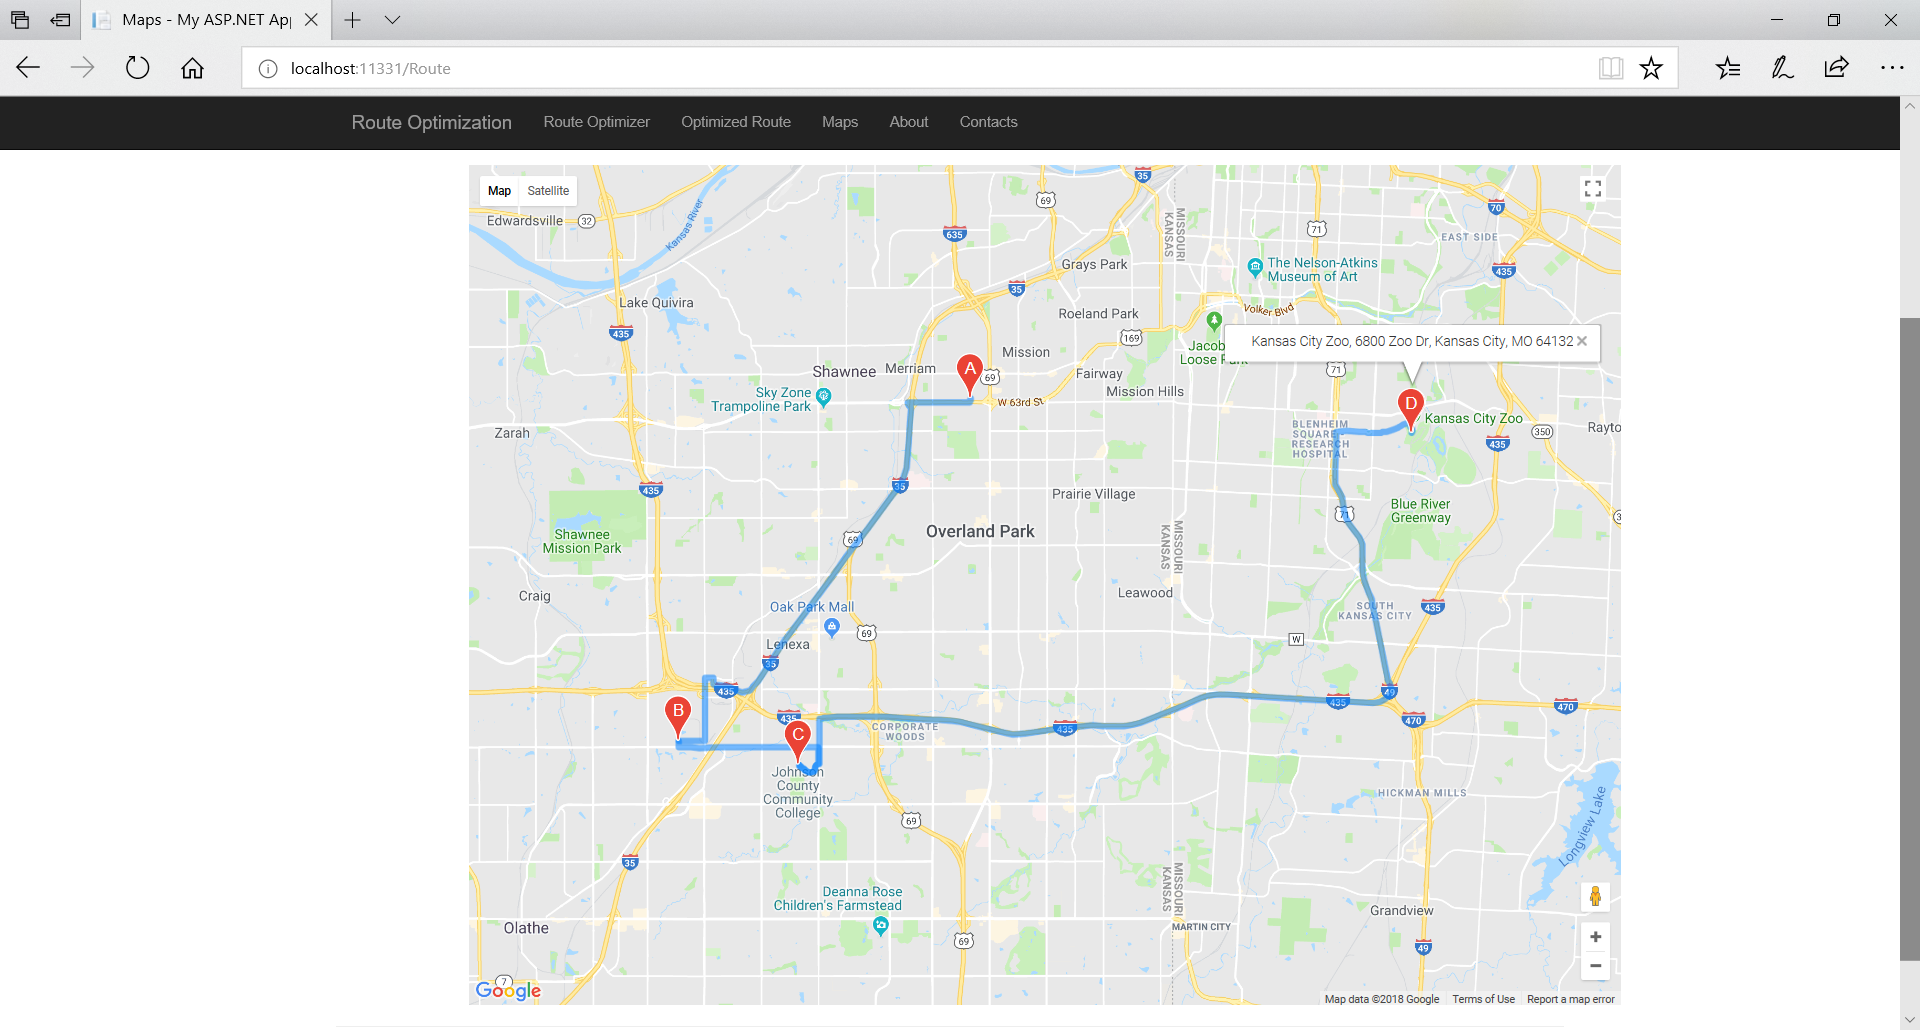 Maps - My ASP.NET Ap
localhost:11331/Route
Route Optimization Route Optimizer Optimized Route Maps About Contacts
Map Satellite
Edwardsville 32
Kansas River
635
69
35
MISSOURI
KANSAS
71
70
EAST SIDE
435
The Nelson-Atkins
Museum of Art
Grays Park
35
Lake Quivira
435
Roeland Park
169
Volker Blvd
Jacob
Loose Park
Kansas City Zoo, 6800 Zoo Dr, Kansas City, MO 64132
71
Mission
Shawnee
Merriam
A
69
Fairway
Mission Hills
W 63rd St
Sky Zone
Trampoline Park
D
Kansas City Zoo
350
Rayto
435
BLENHEIM
SQUARE
RESEARCH
HOSPITAL
Zarah
435
35
Prairie Village
71
Blue River
Greenway
Overland Park
69
MISSOURI
KANSAS
Shawnee
Mission Park
Craig
Leawood
Oak Park Mall
69
SOUTH
KANSAS CITY
435
W
Lenexa
35
435
49
435
470
470
B
435
C
CORPORATE
WOODS
435
Johnson
County
Community
College
HICKMAN MILLS
Longview Lake
69
35
MISSOURI
KANSAS
Deanna Rose
Children's Farmstead
Grandview
Olathe
MARTIN CITY
69
49
7
Google
Map data ©2018 Google Terms of Use Report a map error